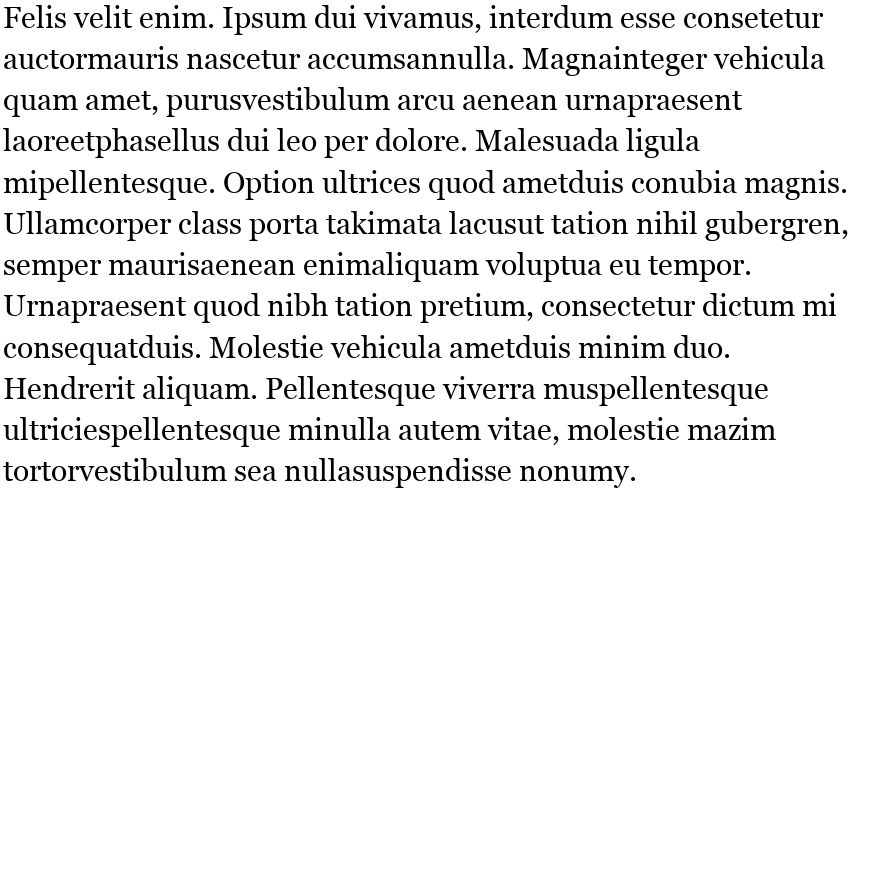 Felis velit enim. Ipsum dui vivamus, interdum esse consetetur
auctormauris nascetur accumsannulla. Magnainteger vehicula
quam amet, purusvestibulum arcu aenean urnapraesent
laoreetphasellus dui leo per dolore. Malesuada ligula
mipellentesque. Option ultrices quod ametduis conubia magnis.
Ullamcorper class porta takimata lacusut tation nihil gubergren,
semper maurisaenean enimaliquam voluptua eu tempor.
Urnapraesent quod nibh tation pretium, consectetur dictum mi
consequatduis. Molestie vehicula ametduis minim duo.
Hendrerit aliquam. Pellentesque viverra muspellentesque
ultriciespellentesque minulla autem vitae, molestie mazim
tortorvestibulum sea nullasuspendisse nonumy.